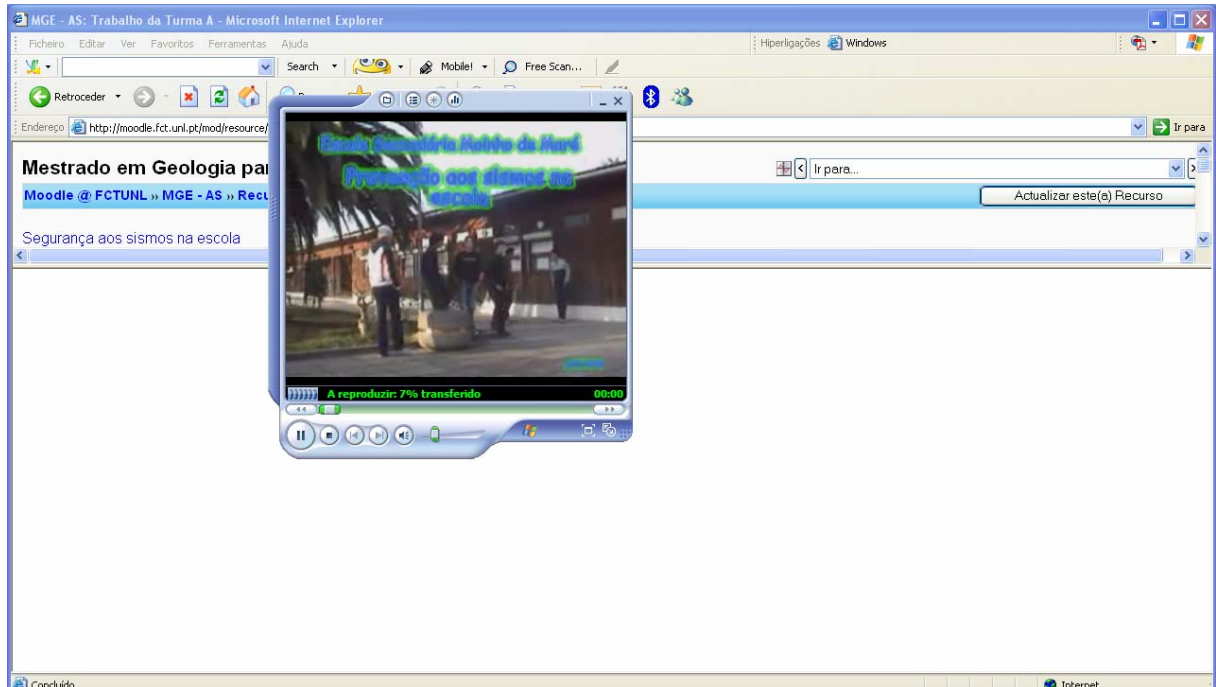 MGE - AS: Trabalho da Turma A - Microsoft Internet Explorer
Ficheiro Editar Ver Favoritos Ferramentas Ajuda
Hiperligações Windows
Search Mobile! Free Scan...
Retroceder
Endereço http://moodle.fct.unl.pt/mod/resource/
Ir para
Mestrado em Geologia par
Ir para...
Moodle @ FCTUNL » MGE - AS » Recu
Actualizar este(a) Recurso
Segurança aos sismos na escola
Escola Secundária Moinho de Maré
Prevenção aos sismos na
escola
A reproduzir: 7% transferido 00:00
Concluído
Internet